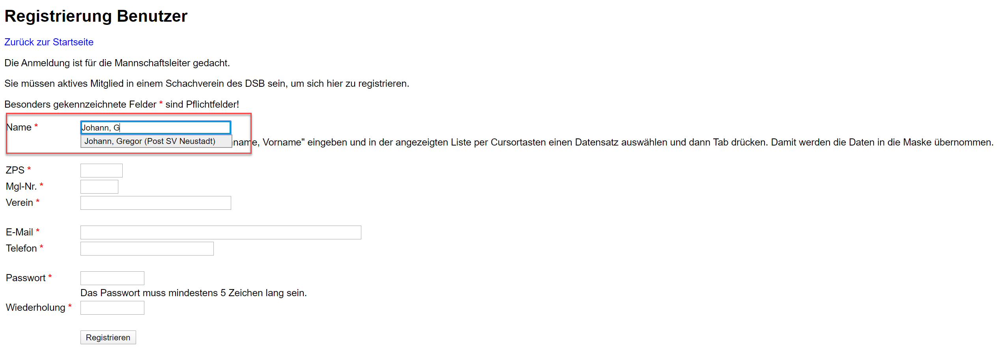 Registrierung Benutzer
Zurück zur Startseite
Die Anmeldung ist für die Mannschaftsleiter gedacht.
Sie müssen aktives Mitglied in einem Schachverein des DSB sein, um sich hier zu registrieren.
Besonders gekennzeichnete Felder * sind Pflichtfelder!
Name * Johann, G
Johann, Gregor (Post SV Neustadt) name, Vorname" eingeben und in der angezeigten Liste per Cursortasten einen Datensatz auswählen und dann Tab drücken. Damit werden die Daten in die Maske übernommen.
ZPS *
Mgl-Nr. *
Verein *
E-Mail *
Telefon *
Passwort *
Das Passwort muss mindestens 5 Zeichen lang sein.
Wiederholung *
Registrieren